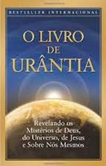 BESTSELLER INTERNACIONAL
O LIVRO
DE
URÂNTIA
Revelando os
Mistérios de Deus,
do Universo, de Jesus
e Sobre Nós Mesmos